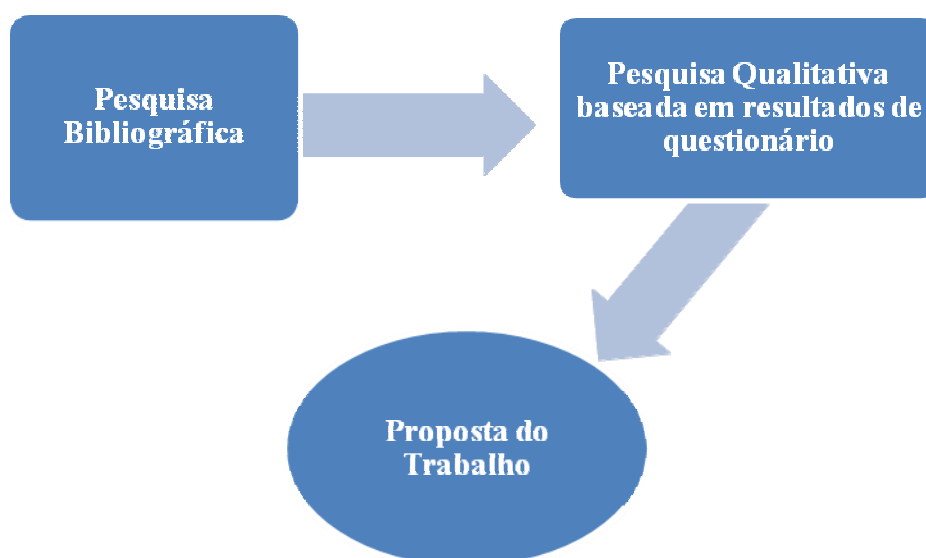 Pesquisa
Bibliográfica
Pesquisa Qualitativa
baseada em resultados de
questionário
Proposta do
Trabalho